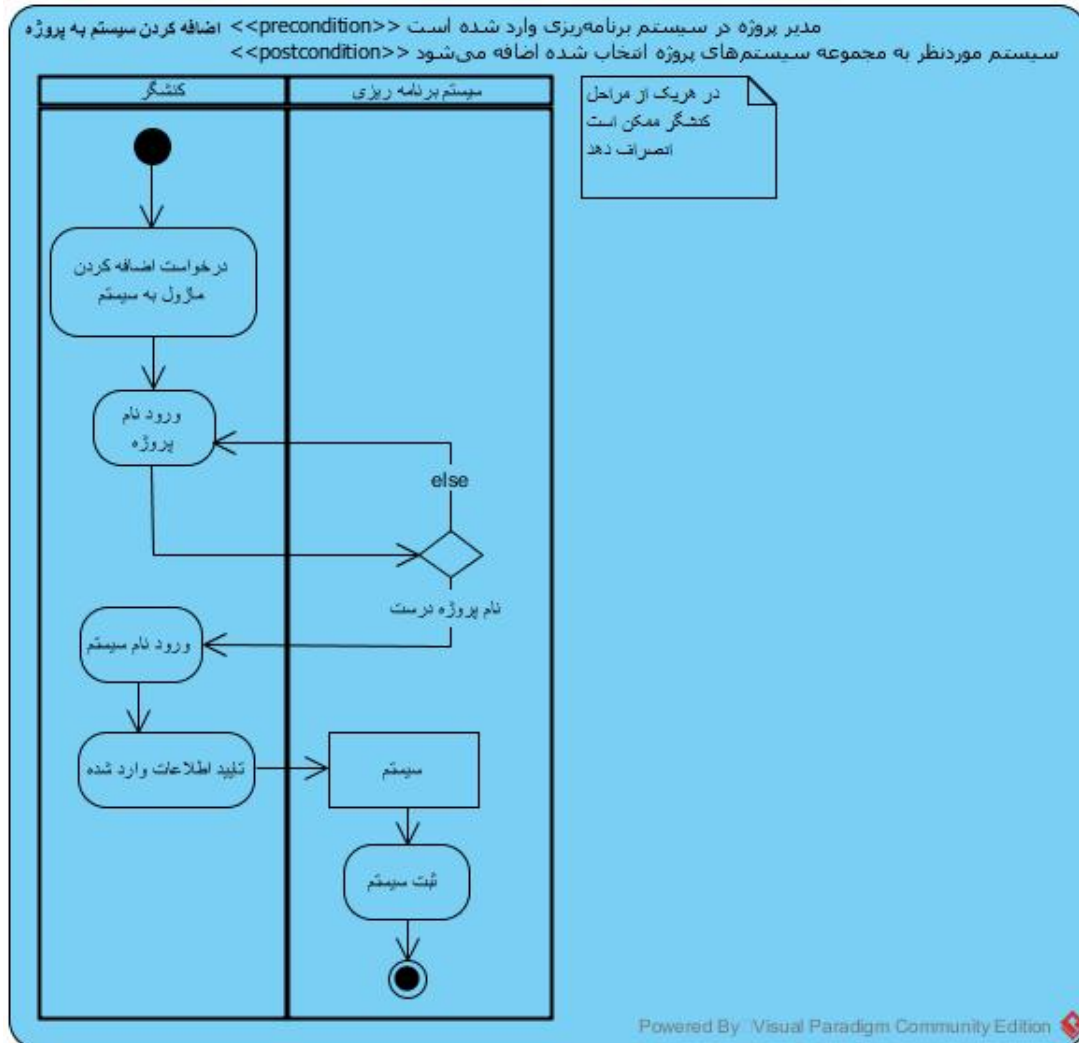 اضافه کردن سیستم به پروژه <<precondition>> مدیر پروژه در سیستم برنامه‌ریزی وارد شده است
<<postcondition>> سیستم موردنظر به مجموعه سیستم‌های پروژه انتخاب شده اضافه می‌شود
کنشگر
سیستم برنامه ریزی
در هریک از مراحل
کنشگر ممکن است
انصراف دهد
درخواست اضافه کردن
ماژول به سیستم
ورود نام
پروژه
else
نام پروژه درست
ورود نام سیستم
تایید اطلاعات وارد شده
سیستم
ثبت سیستم
Powered By Visual Paradigm Community Edition